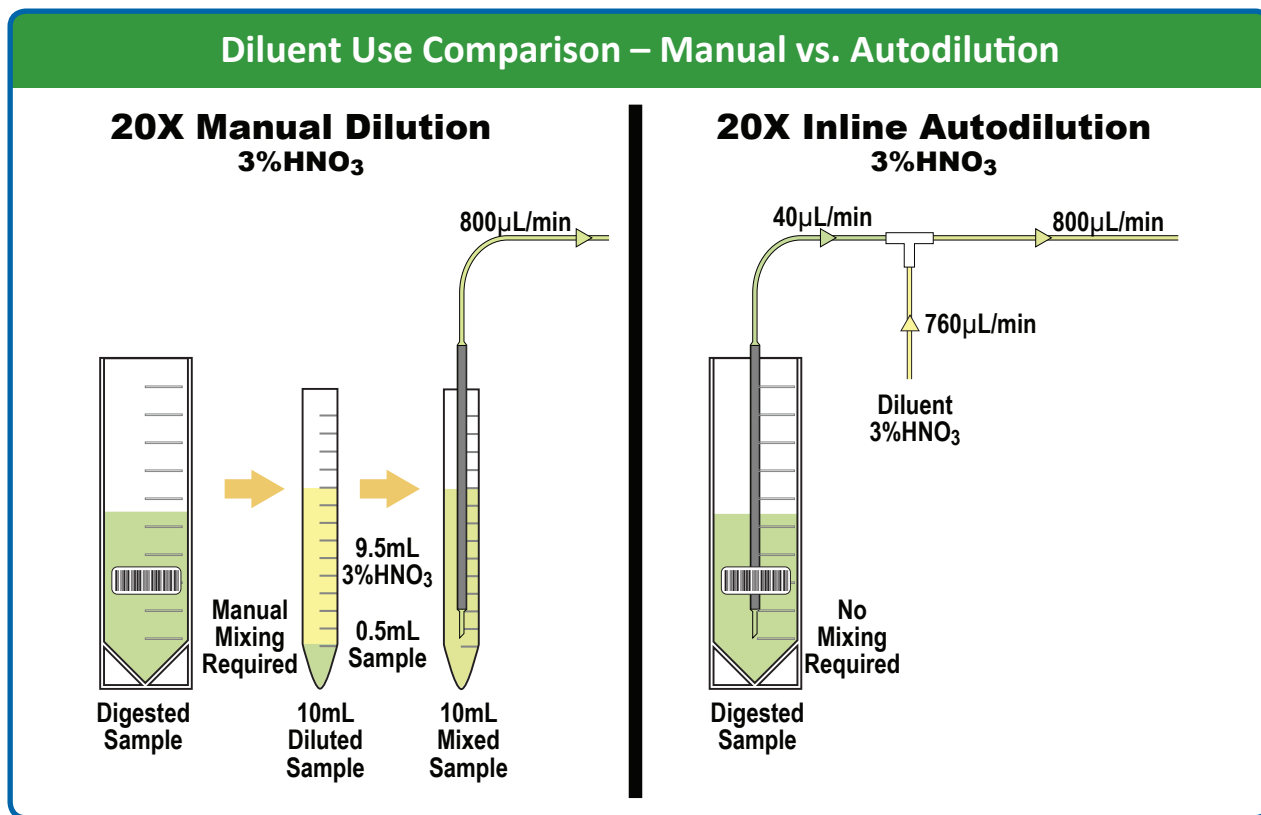 Diluent Use Comparison – Manual vs. Autodilution
20X Manual Dilution
3%HNO₃
800µL/min
9.5mL
3%HNO₃
Manual
Mixing
Required
0.5mL
Sample
Digested
Sample
10mL
Diluted
Sample
10mL
Mixed
Sample
20X Inline Autodilution
3%HNO₃
40µL/min
800µL/min
760µL/min
Diluent
3%HNO₃
No
Mixing
Required
Digested
Sample